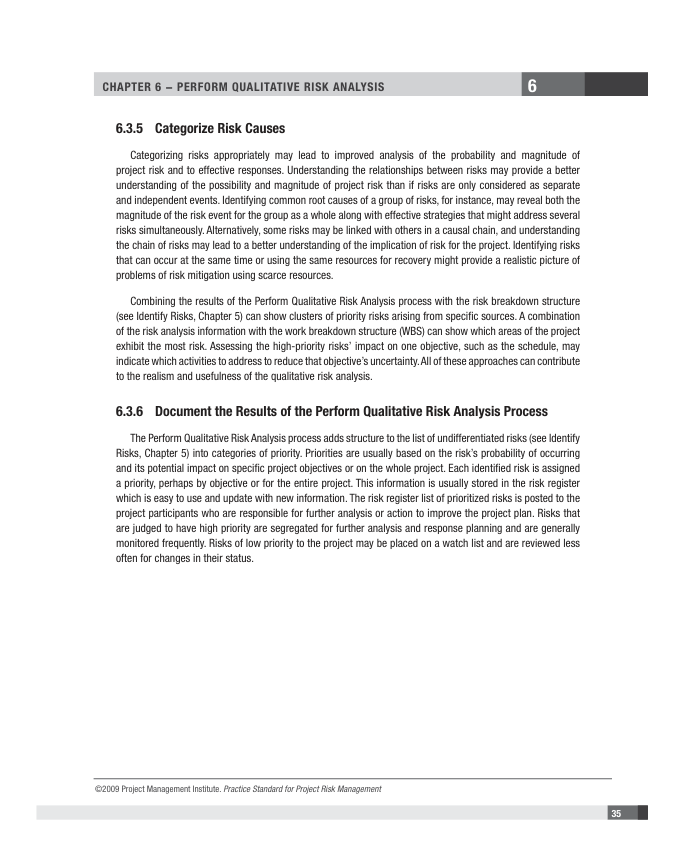 CHAPTER 6 – PERFORM QUALITATIVE RISK ANALYSIS
6
6.3.5 Categorize Risk Causes
Categorizing risks appropriately may lead to improved analysis of the probability and magnitude of
project risk and to effective responses. Understanding the relationships between risks may provide a better
understanding of the possibility and magnitude of project risk than if risks are only considered as separate
and independent events. Identifying common root causes of a group of risks, for instance, may reveal both the
magnitude of the risk event for the group as a whole along with effective strategies that might address several
risks simultaneously. Alternatively, some risks may be linked with others in a causal chain, and understanding
the chain of risks may lead to a better understanding of the implication of risk for the project. Identifying risks
that can occur at the same time or using the same resources for recovery might provide a realistic picture of
problems of risk mitigation using scarce resources.
Combining the results of the Perform Qualitative Risk Analysis process with the risk breakdown structure
(see Identify Risks, Chapter 5) can show clusters of priority risks arising from specific sources. A combination
of the risk analysis information with the work breakdown structure (WBS) can show which areas of the project
exhibit the most risk. Assessing the high-priority risks' impact on one objective, such as the schedule, may
indicate which activities to address to reduce that objective's uncertainty. All of these approaches can contribute
to the realism and usefulness of the qualitative risk analysis.
6.3.6 Document the Results of the Perform Qualitative Risk Analysis Process
The Perform Qualitative Risk Analysis process adds structure to the list of undifferentiated risks (see Identify
Risks, Chapter 5) into categories of priority. Priorities are usually based on the risk's probability of occurring
and its potential impact on specific project objectives or on the whole project. Each identified risk is assigned
a priority, perhaps by objective or for the entire project. This information is usually stored in the risk register
which is easy to use and update with new information. The risk register list of prioritized risks is posted to the
project participants who are responsible for further analysis or action to improve the project plan. Risks that
are judged to have high priority are segregated for further analysis and response planning and are generally
monitored frequently. Risks of low priority to the project may be placed on a watch list and are reviewed less
often for changes in their status.
©2009 Project Management Institute. Practice Standard for Project Risk Management
35